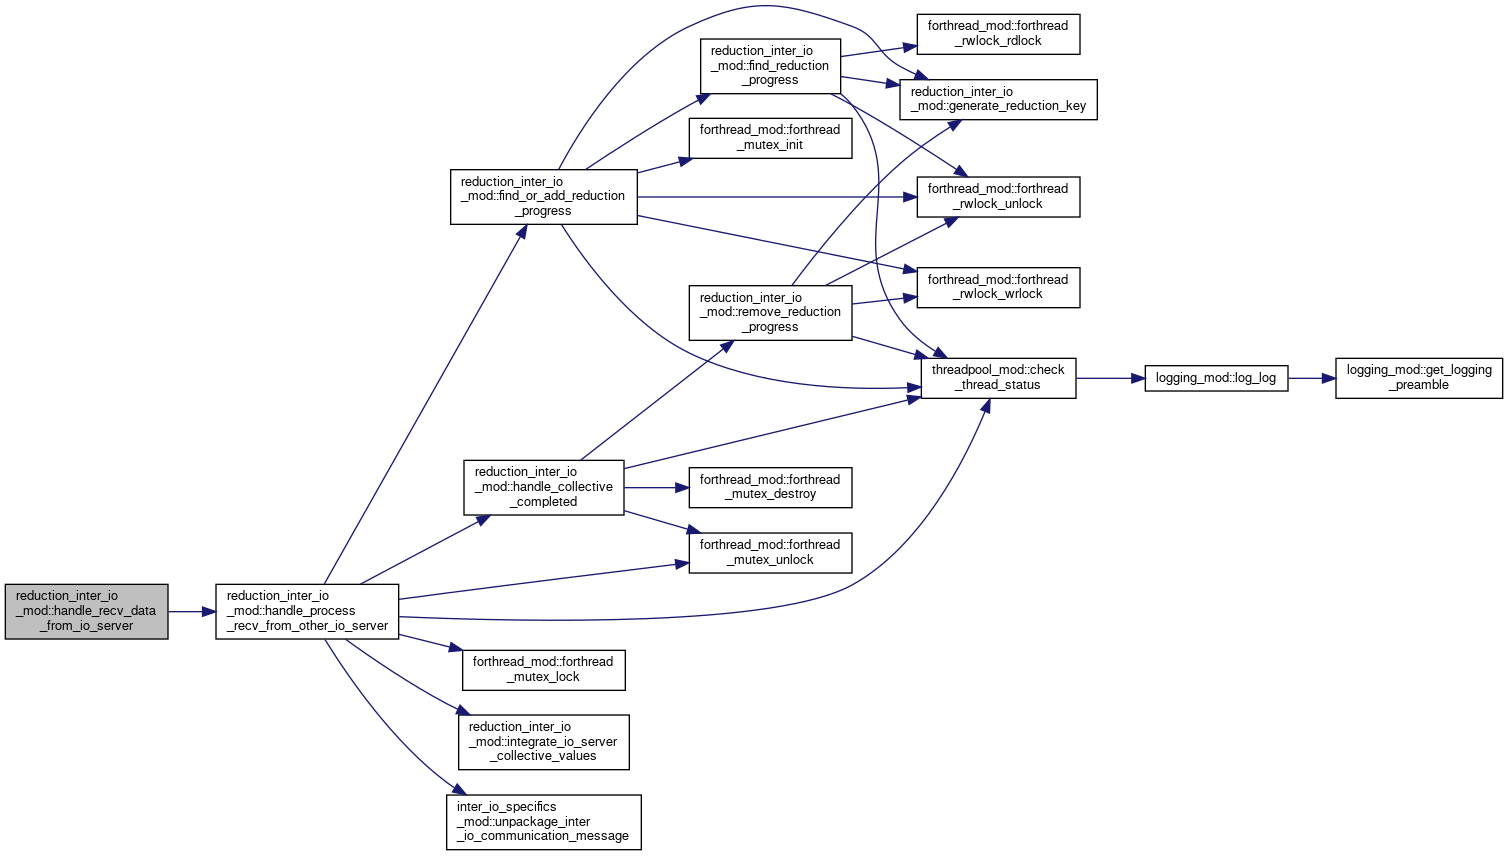 reduction_inter_io
_mod::handle_recv_data
_from_io_server
reduction_inter_io
_mod::handle_process
_recv_from_other_io_server
reduction_inter_io
_mod::find_or_add_reduction
_progress
reduction_inter_io
_mod::handle_collective
_completed
forthread_mod::forthread
_mutex_lock
reduction_inter_io
_mod::integrate_io_server
_collective_values
inter_io_specifics
_mod::unpackage_inter
_io_communication_message
reduction_inter_io
_mod::find_reduction
_progress
forthread_mod::forthread
_mutex_init
reduction_inter_io
_mod::remove_reduction
_progress
forthread_mod::forthread
_mutex_destroy
forthread_mod::forthread
_mutex_unlock
forthread_mod::forthread
_rwlock_rdlock
reduction_inter_io
_mod::generate_reduction_key
forthread_mod::forthread
_rwlock_unlock
forthread_mod::forthread
_rwlock_wrlock
threadpool_mod::check
_thread_status
logging_mod::log_log
logging_mod::get_logging
_preamble